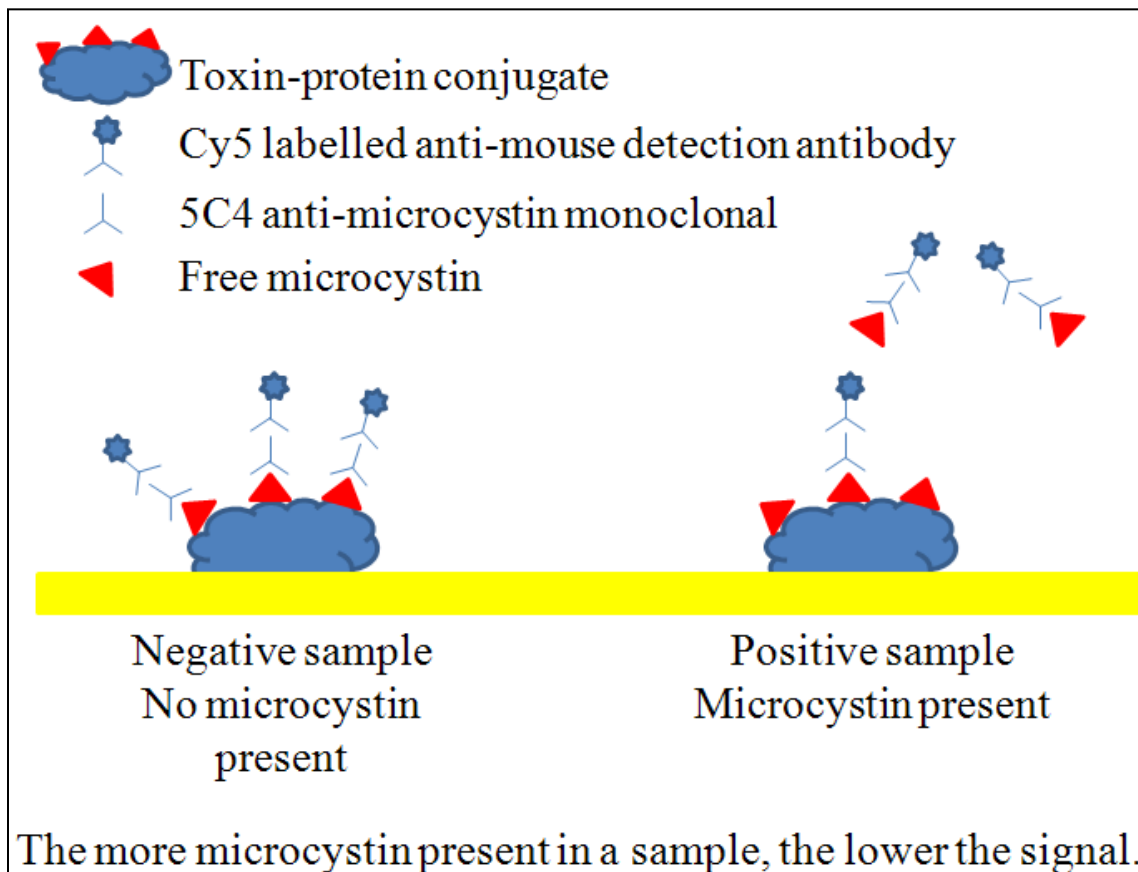 Toxin-protein conjugate
Cy5 labelled anti-mouse detection antibody
5C4 anti-microcystin monoclonal
Free microcystin
Negative sample
No microcystin
present
Positive sample
Microcystin present
The more microcystin present in a sample, the lower the signal.